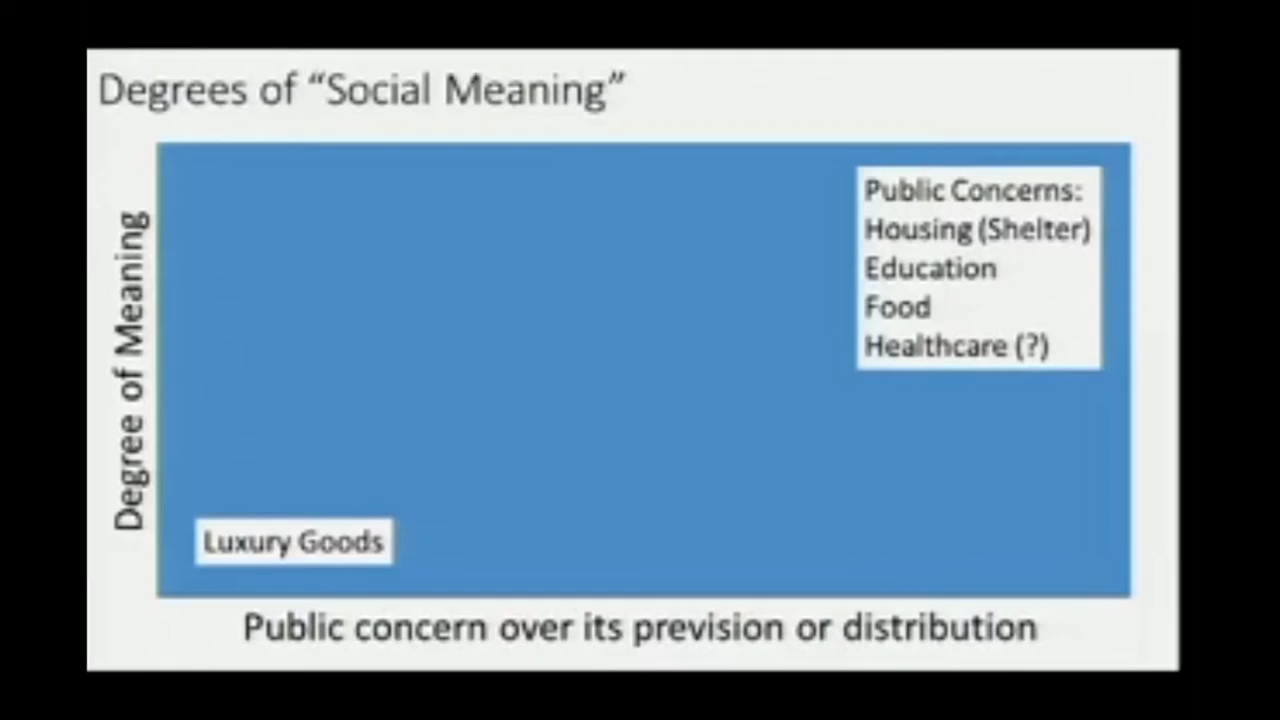 Degrees of “Social Meaning”
Degree of Meaning
Public Concerns:
Housing (Shelter)
Education
Food
Healthcare (?)
Luxury Goods
Public concern over its prevision or distribution